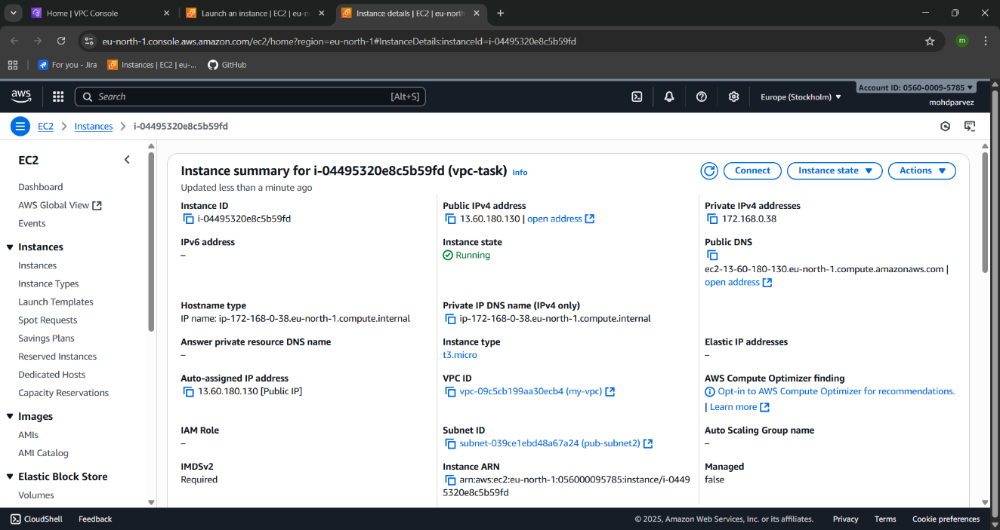 Home | VPC Console
Launch an instance | EC2 | eu-n
Instance details | EC2 | eu-north
eu-north-1.console.aws.amazon.com/ec2/home?region=eu-north-1#InstanceDetails:instanceId=i-04495320e8c5b59fd
m
For you - Jira
Instances | EC2 | eu-...
GitHub
aws
Search
[Alt+S]
Europe (Stockholm)
Account ID: 0560-0009-5785
mohdparvez
EC2
Instances
i-04495320e8c5b59fd
EC2
Dashboard
AWS Global View
Events
Instances
Instances
Instance Types
Launch Templates
Spot Requests
Savings Plans
Reserved Instances
Dedicated Hosts
Capacity Reservations
Images
AMIs
AMI Catalog
Elastic Block Store
Volumes
Instance summary for i-04495320e8c5b59fd (vpc-task) Info
Updated less than a minute ago
Connect
Instance state
Actions
Instance ID
i-04495320e8c5b59fd
Public IPv4 address
13.60.180.130 | open address
Private IPv4 addresses
172.168.0.38
IPv6 address
–
Instance state
Running
Public DNS
ec2-13-60-180-130.eu-north-1.compute.amazonaws.com |
open address
Hostname type
IP name: ip-172-168-0-38.eu-north-1.compute.internal
Private IP DNS name (IPv4 only)
ip-172-168-0-38.eu-north-1.compute.internal
Answer private resource DNS name
–
Instance type
t3.micro
Elastic IP addresses
–
Auto-assigned IP address
13.60.180.130 [Public IP]
VPC ID
vpc-09c5cb199aa30ecb4 (my-vpc)
AWS Compute Optimizer finding
Opt-in to AWS Compute Optimizer for recommendations.
| Learn more
IAM Role
–
Subnet ID
subnet-039ce1ebd48a67a24 (pub-subnet2)
Auto Scaling Group name
–
IMDSv2
Required
Instance ARN
arn:aws:ec2:eu-north-1:056000095785:instance/i-0449
5320e8c5b59fd
Managed
false
CloudShell
Feedback
© 2025, Amazon Web Services, Inc. or its affiliates.
Privacy
Terms
Cookie preferences